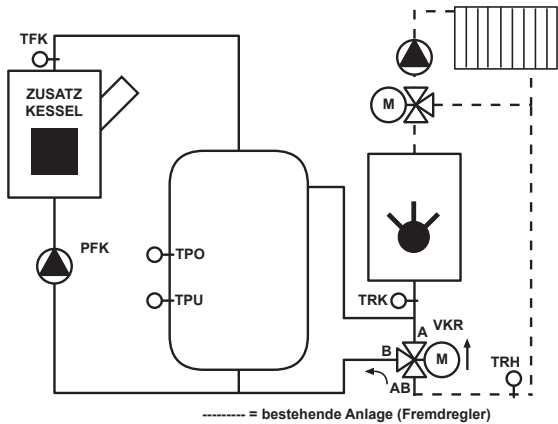 TFK
ZUSATZ
KESSEL
M
PFK
TPO
TPU
TRK
A
VKR
B
M
TRH
AB
--------- = bestehende Anlage (Fremdregler)